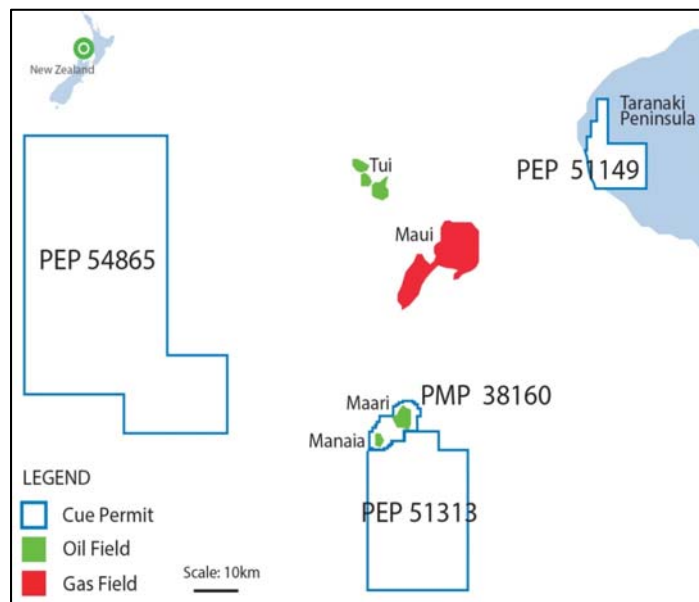 New Zealand
Taranaki
Peninsula
PEP 51149
Tui
Maui
PEP 54865
Maari
PMP 38160
Manaia
PEP 51313
LEGEND
Cue Permit
Oil Field
Gas Field
Scale: 10km